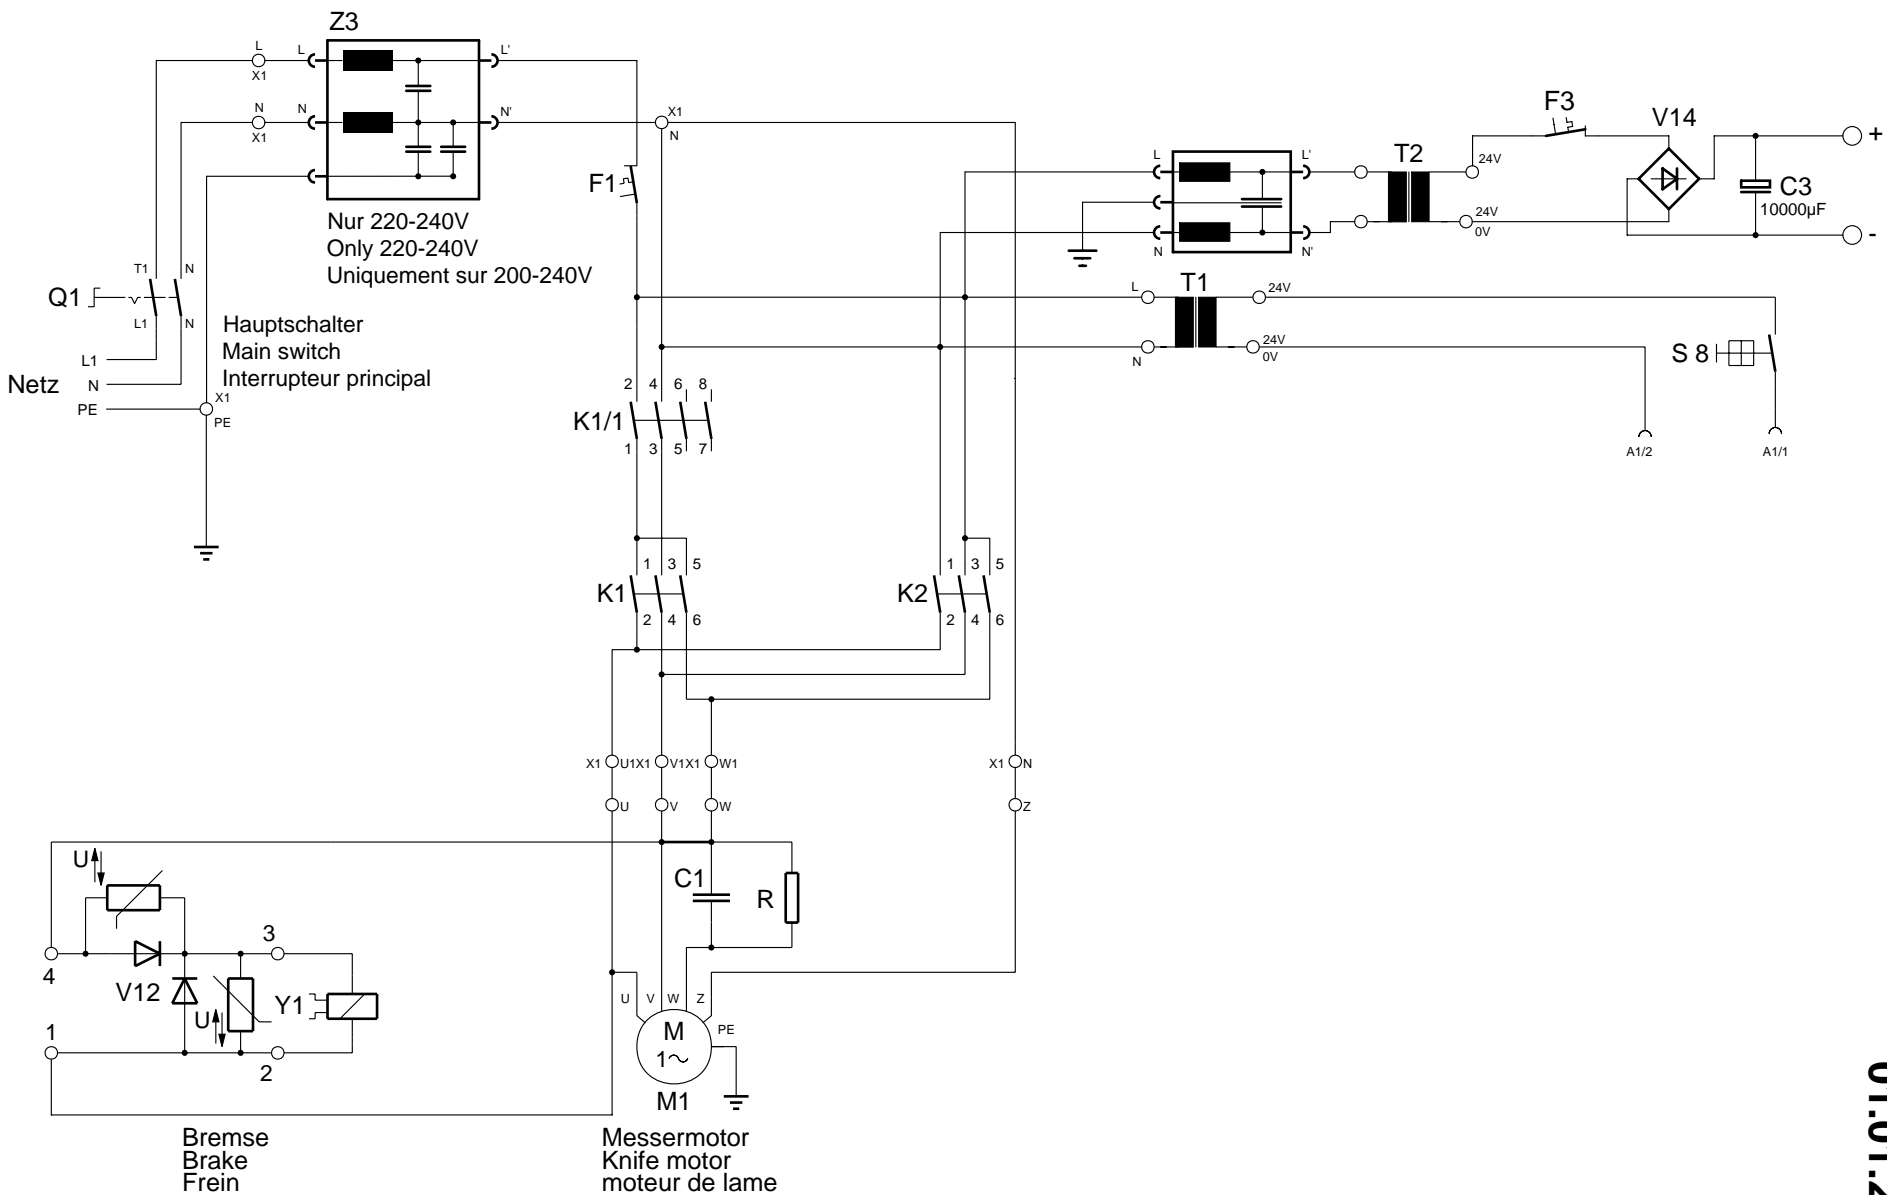 Z3
L L L'
X1
N N N'
X1
X1
N
F1
Nur 220-240V
Only 220-240V
Uniquement sur 200-240V
T1 N
Q1
L1 N
Hauptschalter
Main switch
Interrupteur principal
L1
Netz N
PE
X1
PE
F3
V14
+
L L' T2 24V
C3
10000µF
24V
0V
N N'
-
T1
L 24V
24V
N 0V
S 8
A1/2 A1/1
2 4 6 8
K1/1
1 3 5 7
1 3 5
K1
2 4 6
1 3 5
K2
2 4 6
X1 U1X1 V1X1 W1
X1 N
U V W
Z
U
C1
R
3
4
V12
Y1
U
1
2
U V W Z
M
1~
PE
M1
Bremse
Brake
Frein
Messermotor
Knife motor
moteur de lame